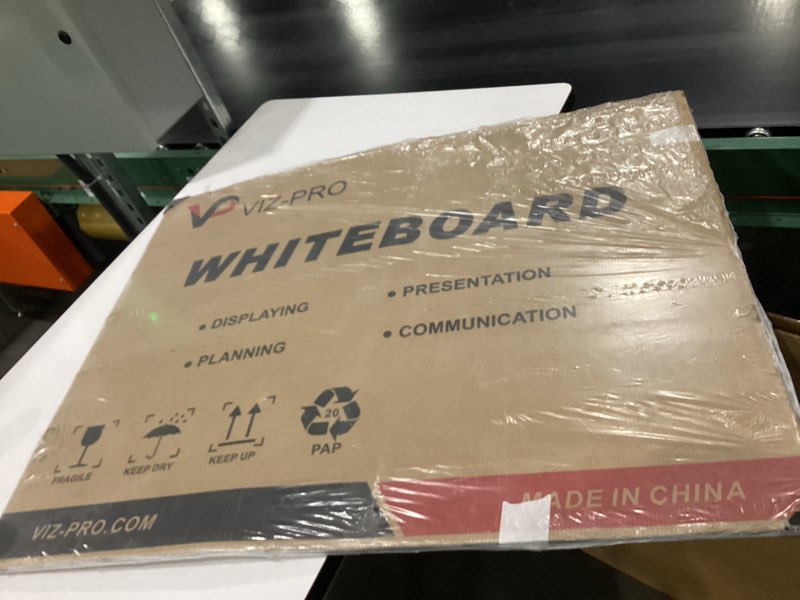 VP VIZ-PRO
WHITEBOARD
• DISPLAYING
• PRESENTATION
• PLANNING
• COMMUNICATION
FRAGILE
KEEP DRY
KEEP UP
20
PAP
VIZ-PRO.COM
MADE IN CHINA